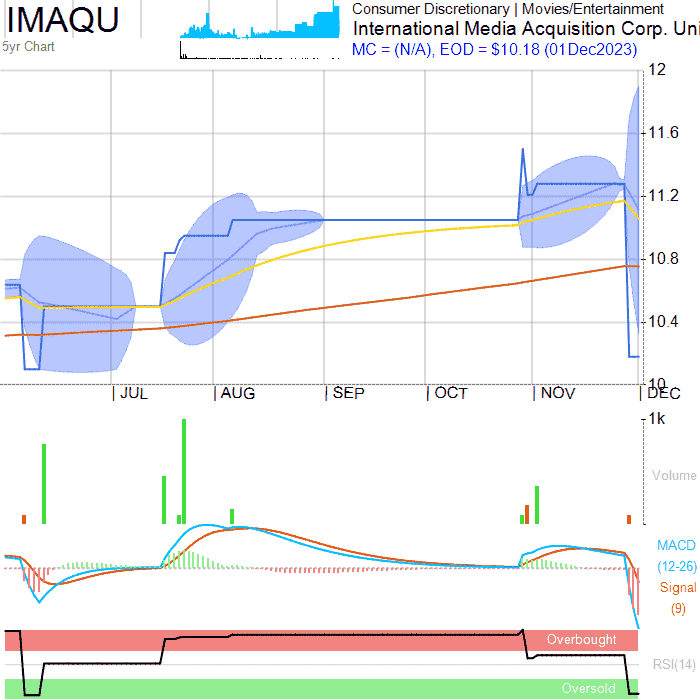 IMAQU
5yr Chart
Consumer Discretionary | Movies/Entertainment
International Media Acquisition Corp. Uni
MC = (N/A), EOD = $10.18 (01Dec2023)
12
11.6
11.2
10.8
10.4
10
JUL AUG SEP OCT NOV DEC
1k
Volume
MACD
(12-26)
Signal
(9)
Overbought
RSI(14)
Oversold